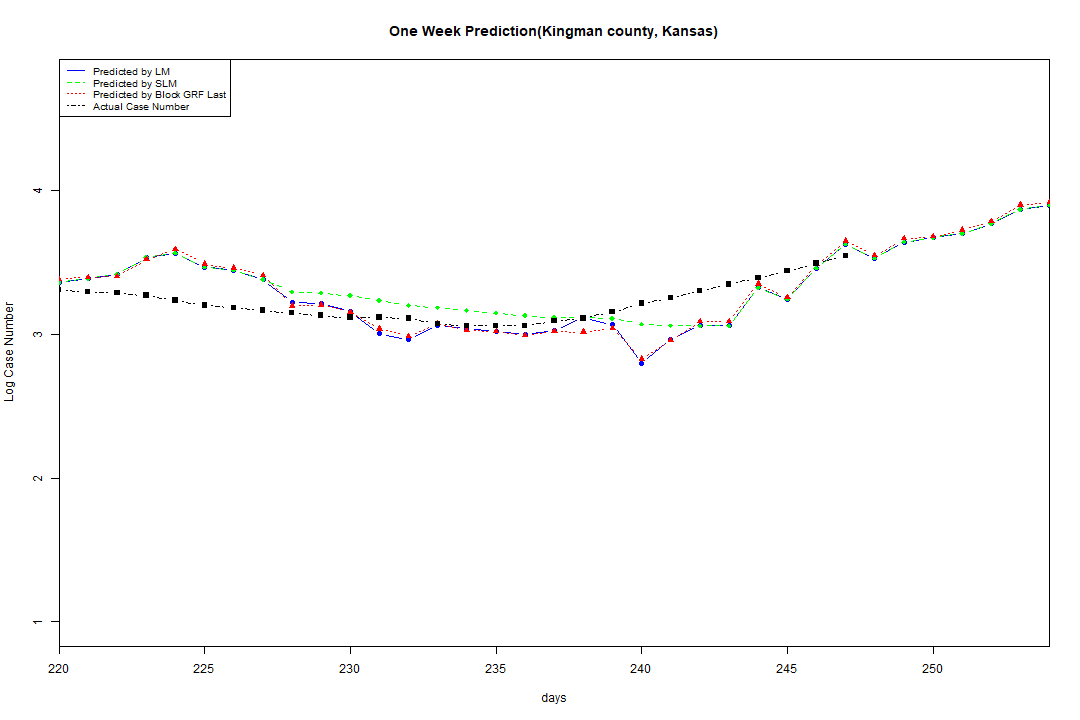 One Week Prediction(Kingman county, Kansas)
Predicted by LM
Predicted by SLM
Predicted by Block GRF Last
Actual Case Number
4
3
2
1
Log Case Number
220 225 230 235 240 245 250
days